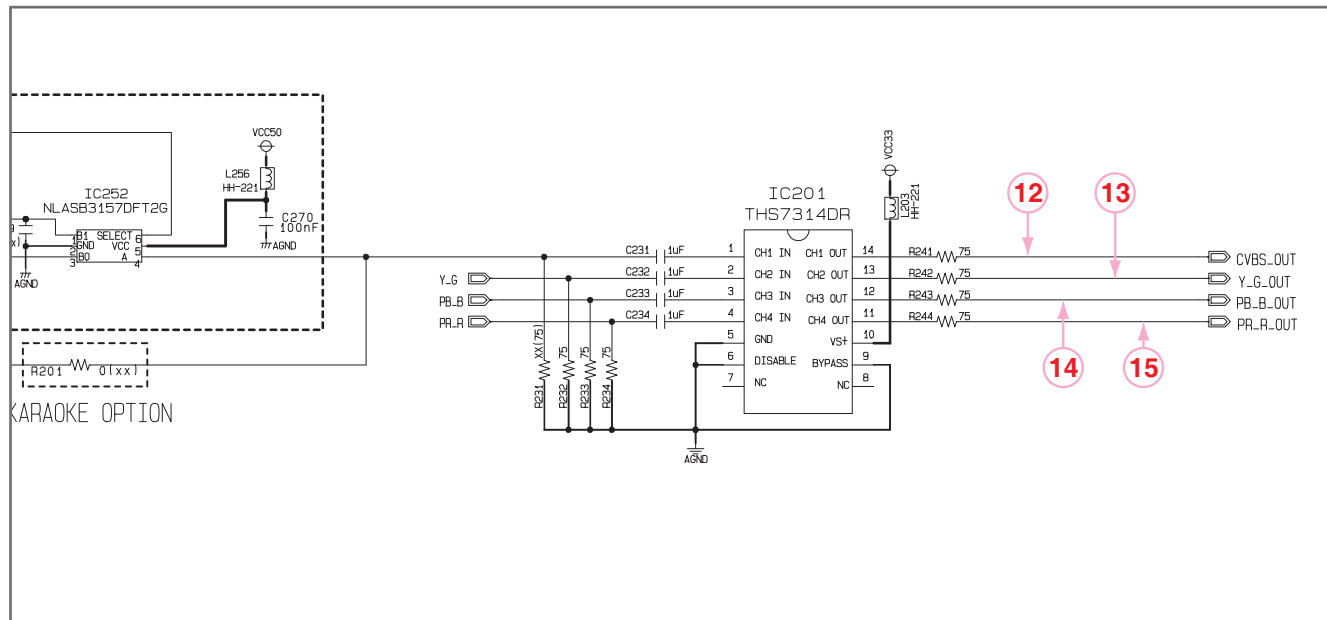 VCC50
L256
HH-221
IC252
NLASB3157DFT2G
C270
100nF
AGND
B1 SELECT 6
1 GND VCC 5
2 B0 A 4
3
AGND
R201 0(xx)
KARAOKE OPTION
Y_G
PB_B
PR_R
C231 1uF
C232 1uF
C233 1uF
C234 1uF
XX(75) 75 75 75
R231 R232 R233 R234
AGND
IC201
THS7314DR
1 CH1 IN CH1 OUT 14
2 CH2 IN CH2 OUT 13
3 CH3 IN CH3 OUT 12
4 CH4 IN CH4 OUT 11
5 GND VS+ 10
6 DISABLE BYPASS 9
7 NC NC 8
VCC33
L203
HH-221
R241 75
R242 75
R243 75
R244 75
12
13
14
15
CVBS_OUT
Y_G_OUT
PB_B_OUT
PR_R_OUT